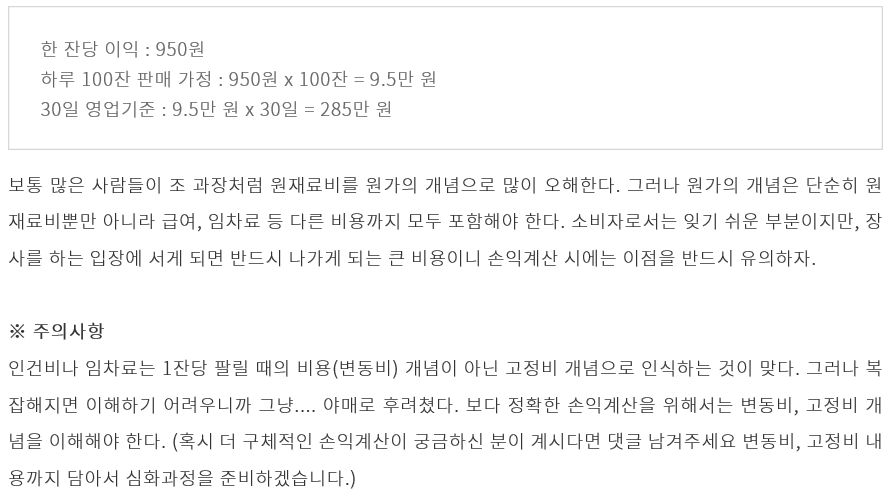 한 잔당 이익 : 950원
하루 100잔 판매 가정 : 950원 x 100잔 = 9.5만 원
30일 영업기준 : 9.5만 원 x 30일 = 285만 원
보통 많은 사람들이 조 과장처럼 원재료비를 원가의 개념으로 많이 오해한다. 그러나 원가의 개념은 단순히 원
재료비뿐만 아니라 급여, 임차료 등 다른 비용까지 모두 포함해야 한다. 소비자로서는 잊기 쉬운 부분이지만, 장
사를 하는 입장에 서게 되면 반드시 나가게 되는 큰 비용이니 손익계산 시에는 이점을 반드시 유의하자.
※ 주의사항
인건비나 임차료는 1잔당 팔릴 때의 비용(변동비) 개념이 아닌 고정비 개념으로 인식하는 것이 맞다. 그러나 복
잡해지면 이해하기 어려우니까 그냥.... 야매로 후려쳤다. 보다 정확한 손익계산을 위해서는 변동비, 고정비 개
념을 이해해야 한다. (혹시 더 구체적인 손익계산이 궁금하신 분이 계시다면 댓글 남겨주세요 변동비, 고정비 내
용까지 담아서 심화과정을 준비하겠습니다.)